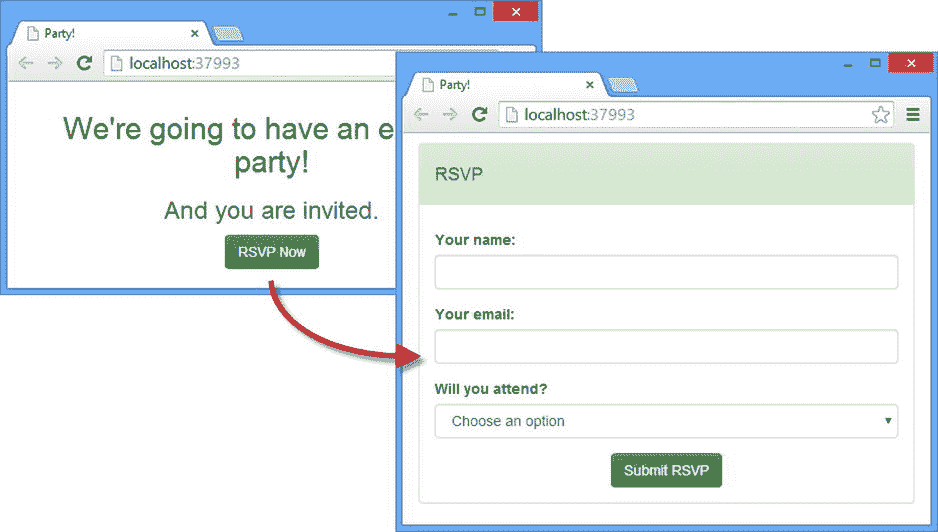 Party!
localhost:37993
We're going to have an e
party!
And you are invited.
RSVP Now
Party!
localhost:37993
RSVP
Your name:
Your email:
Will you attend?
Choose an option
Submit RSVP